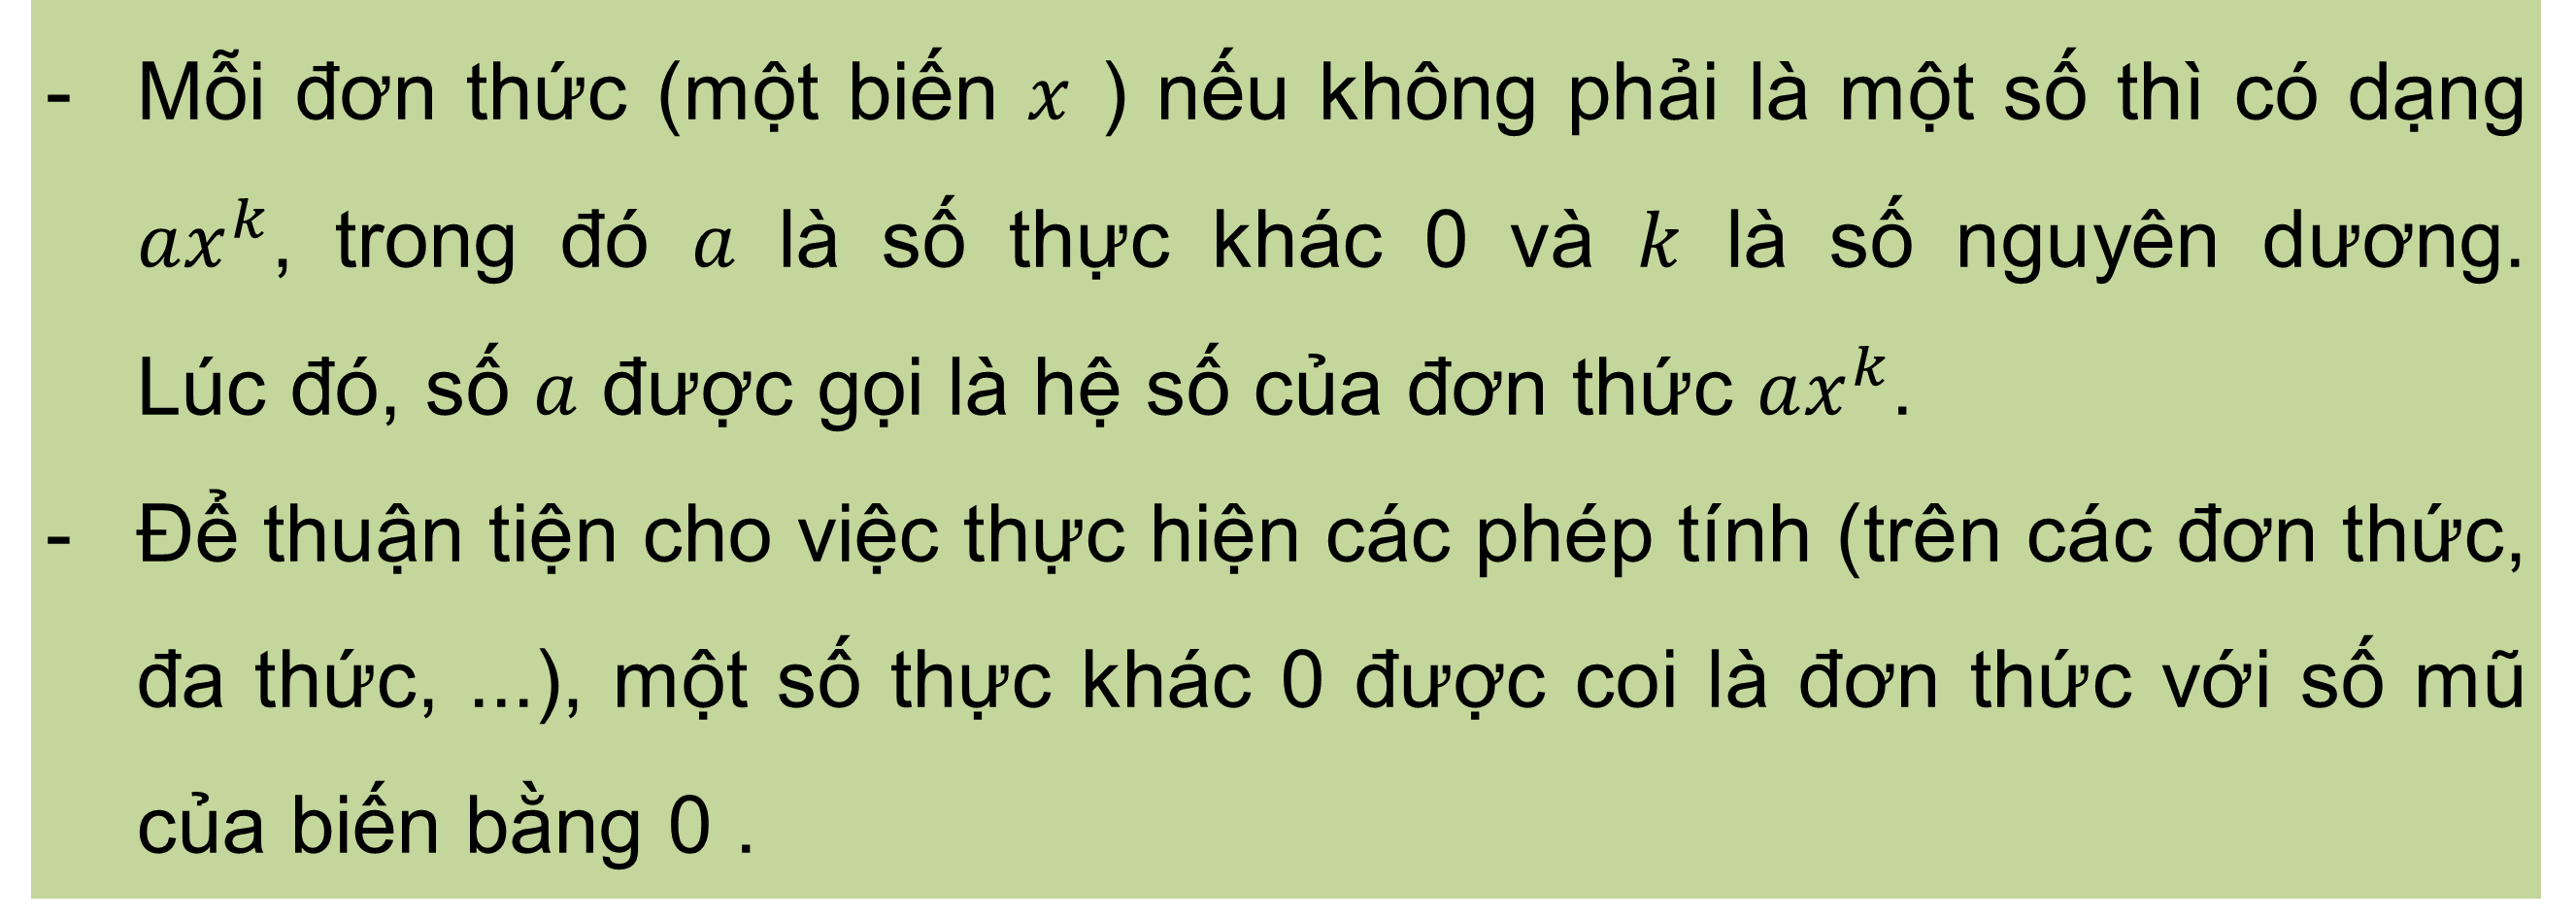 - Mỗi đơn thức (một biến x ) nếu không phải là một số thì có dạng
axᵏ, trong đó a là số thực khác 0 và k là số nguyên dương.
Lúc đó, số a được gọi là hệ số của đơn thức axᵏ.
- Để thuận tiện cho việc thực hiện các phép tính (trên các đơn thức,
đa thức, ...), một số thực khác 0 được coi là đơn thức với số mũ
của biến bằng 0 .